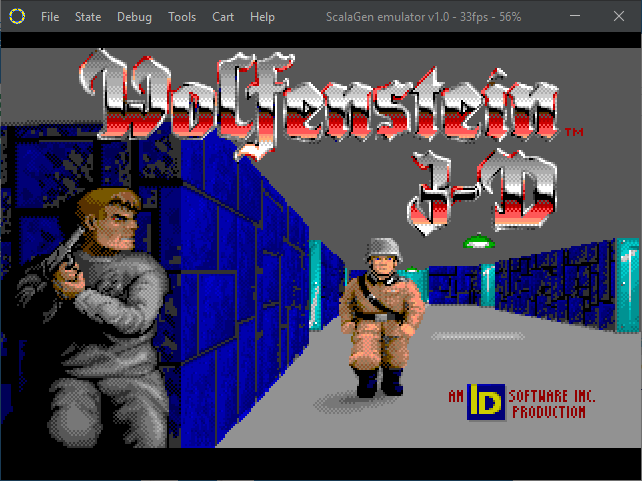 File State Debug Tools Cart Help ScalaGen emulator v1.0 - 33fps - 56%
Wolfenstein TM
3-D
AN ID SOFTWARE INC.
PRODUCTION